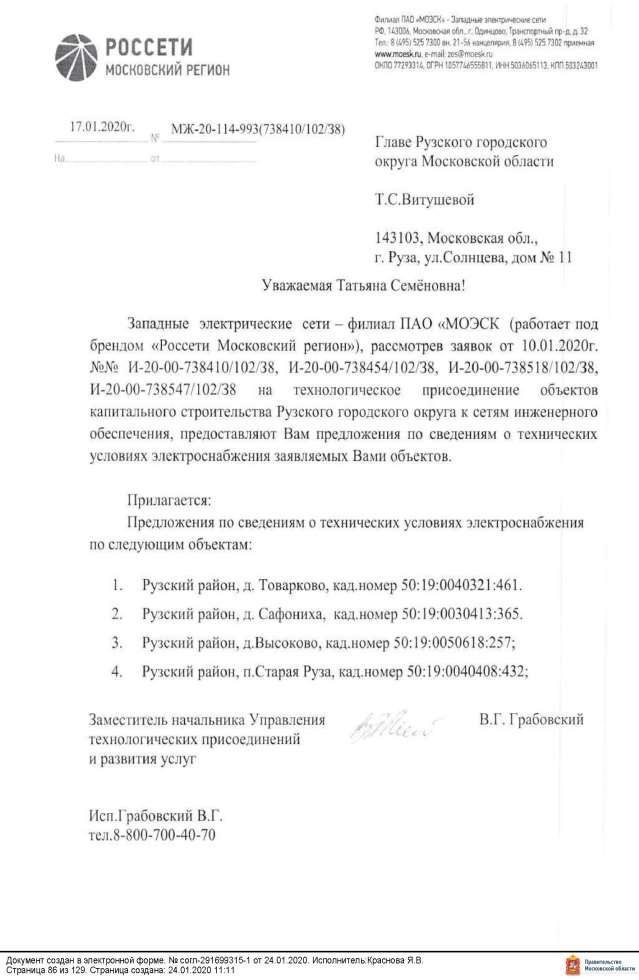 РОССЕТИ
МОСКОВСКИЙ РЕГИОН
Филиал ПАО «МОЭСК» - Западные электрические сети
РФ, 143006, Московская обл., г. Одинцово, Транспортный пр-д, д. 32
Тел.: 8 (495) 525 7300 вн. 21-56 канцелярия, 8 (495) 525 7302 приемная
www.moesk.ru, e-mail: zes@moesk.ru
ОКПО 77293314, ОГРН 1057746555811, ИНН 5036065113, КПП 503243001
17.01.2020г. № МЖ-20-114-993(738410/102/З8)
На от
Главе Рузского городского
округа Московской области
Т.С.Витушевой
143103, Московская обл.,
г. Руза, ул.Солнцева, дом № 11
Уважаемая Татьяна Семёновна!
Западные электрические сети – филиал ПАО «МОЭСК (работает под
брендом «Россети Московский регион»), рассмотрев заявок от 10.01.2020г.
№№ И-20-00-738410/102/З8, И-20-00-738454/102/З8, И-20-00-738518/102/З8,
И-20-00-738547/102/З8 на технологическое присоединение объектов
капитального строительства Рузского городского округа к сетям инженерного
обеспечения, предоставляют Вам предложения по сведениям о технических
условиях электроснабжения заявляемых Вами объектов.
Прилагается:
Предложения по сведениям о технических условиях электроснабжения
по следующим объектам:
1. Рузский район, д. Товарково, кад.номер 50:19:0040321:461.
2. Рузский район, д. Сафониха, кад.номер 50:19:0030413:365.
3. Рузский район, д.Высоково, кад.номер 50:19:0050618:257;
4. Рузский район, п.Старая Руза, кад.номер 50:19:0040408:432;
Заместитель начальника Управления
технологических присоединений
и развития услуг
В.Г. Грабовский
Исп.Грабовский В.Г.
тел.8-800-700-40-70
Документ создан в электронной форме. № corn-291699315-1 от 24.01.2020. Исполнитель:Краснова Я.В.
Страница 86 из 129. Страница создана: 24.01.2020 11:11
Правительство
Московской области